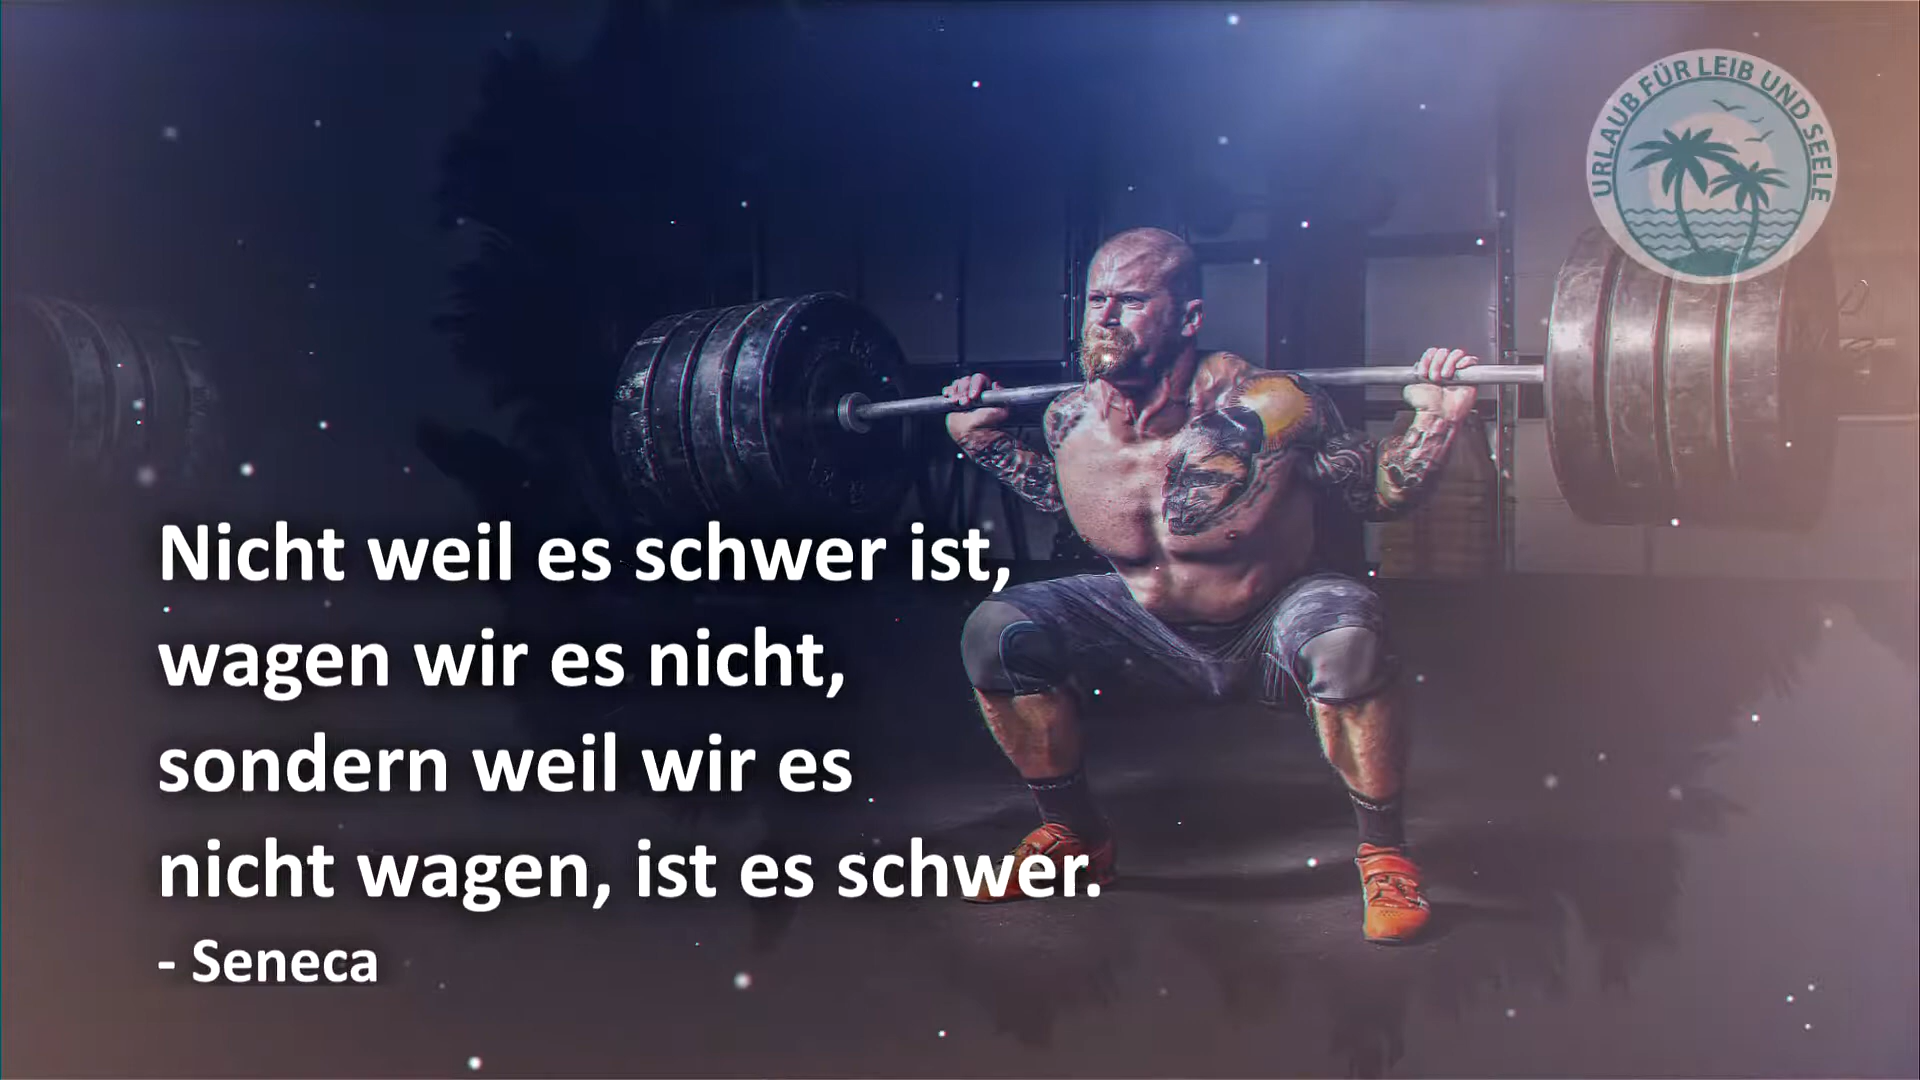 URLAUB FÜR LEIB UND SEELE
Nicht weil es schwer ist,
wagen wir es nicht,
sondern weil wir es
nicht wagen, ist es schwer.
- Seneca